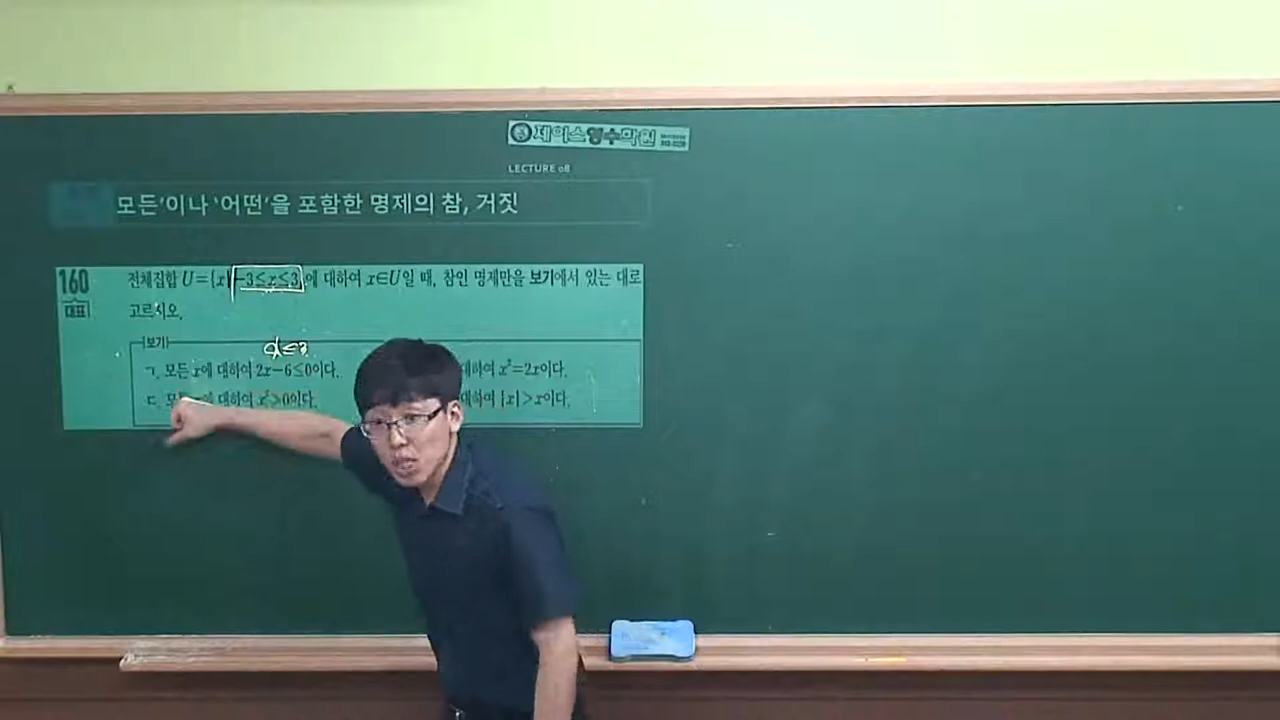 제이스영수학원
LECTURE 08
모든’이나 ‘어떤’을 포함한 명제의 참, 거짓
160
대표
전체집합 U={x|-3≤x≤3}에 대하여 x∈U일 때, 참인 명제만을 보기에서 있는 대로
고르시오.
보기
x≤3
ㄱ. 모든 x에 대하여 2x-6≤0이다.
대하여 x²=2x이다.
ㄷ. 대하여 x²>0이다.
대하여 |x|>x이다.